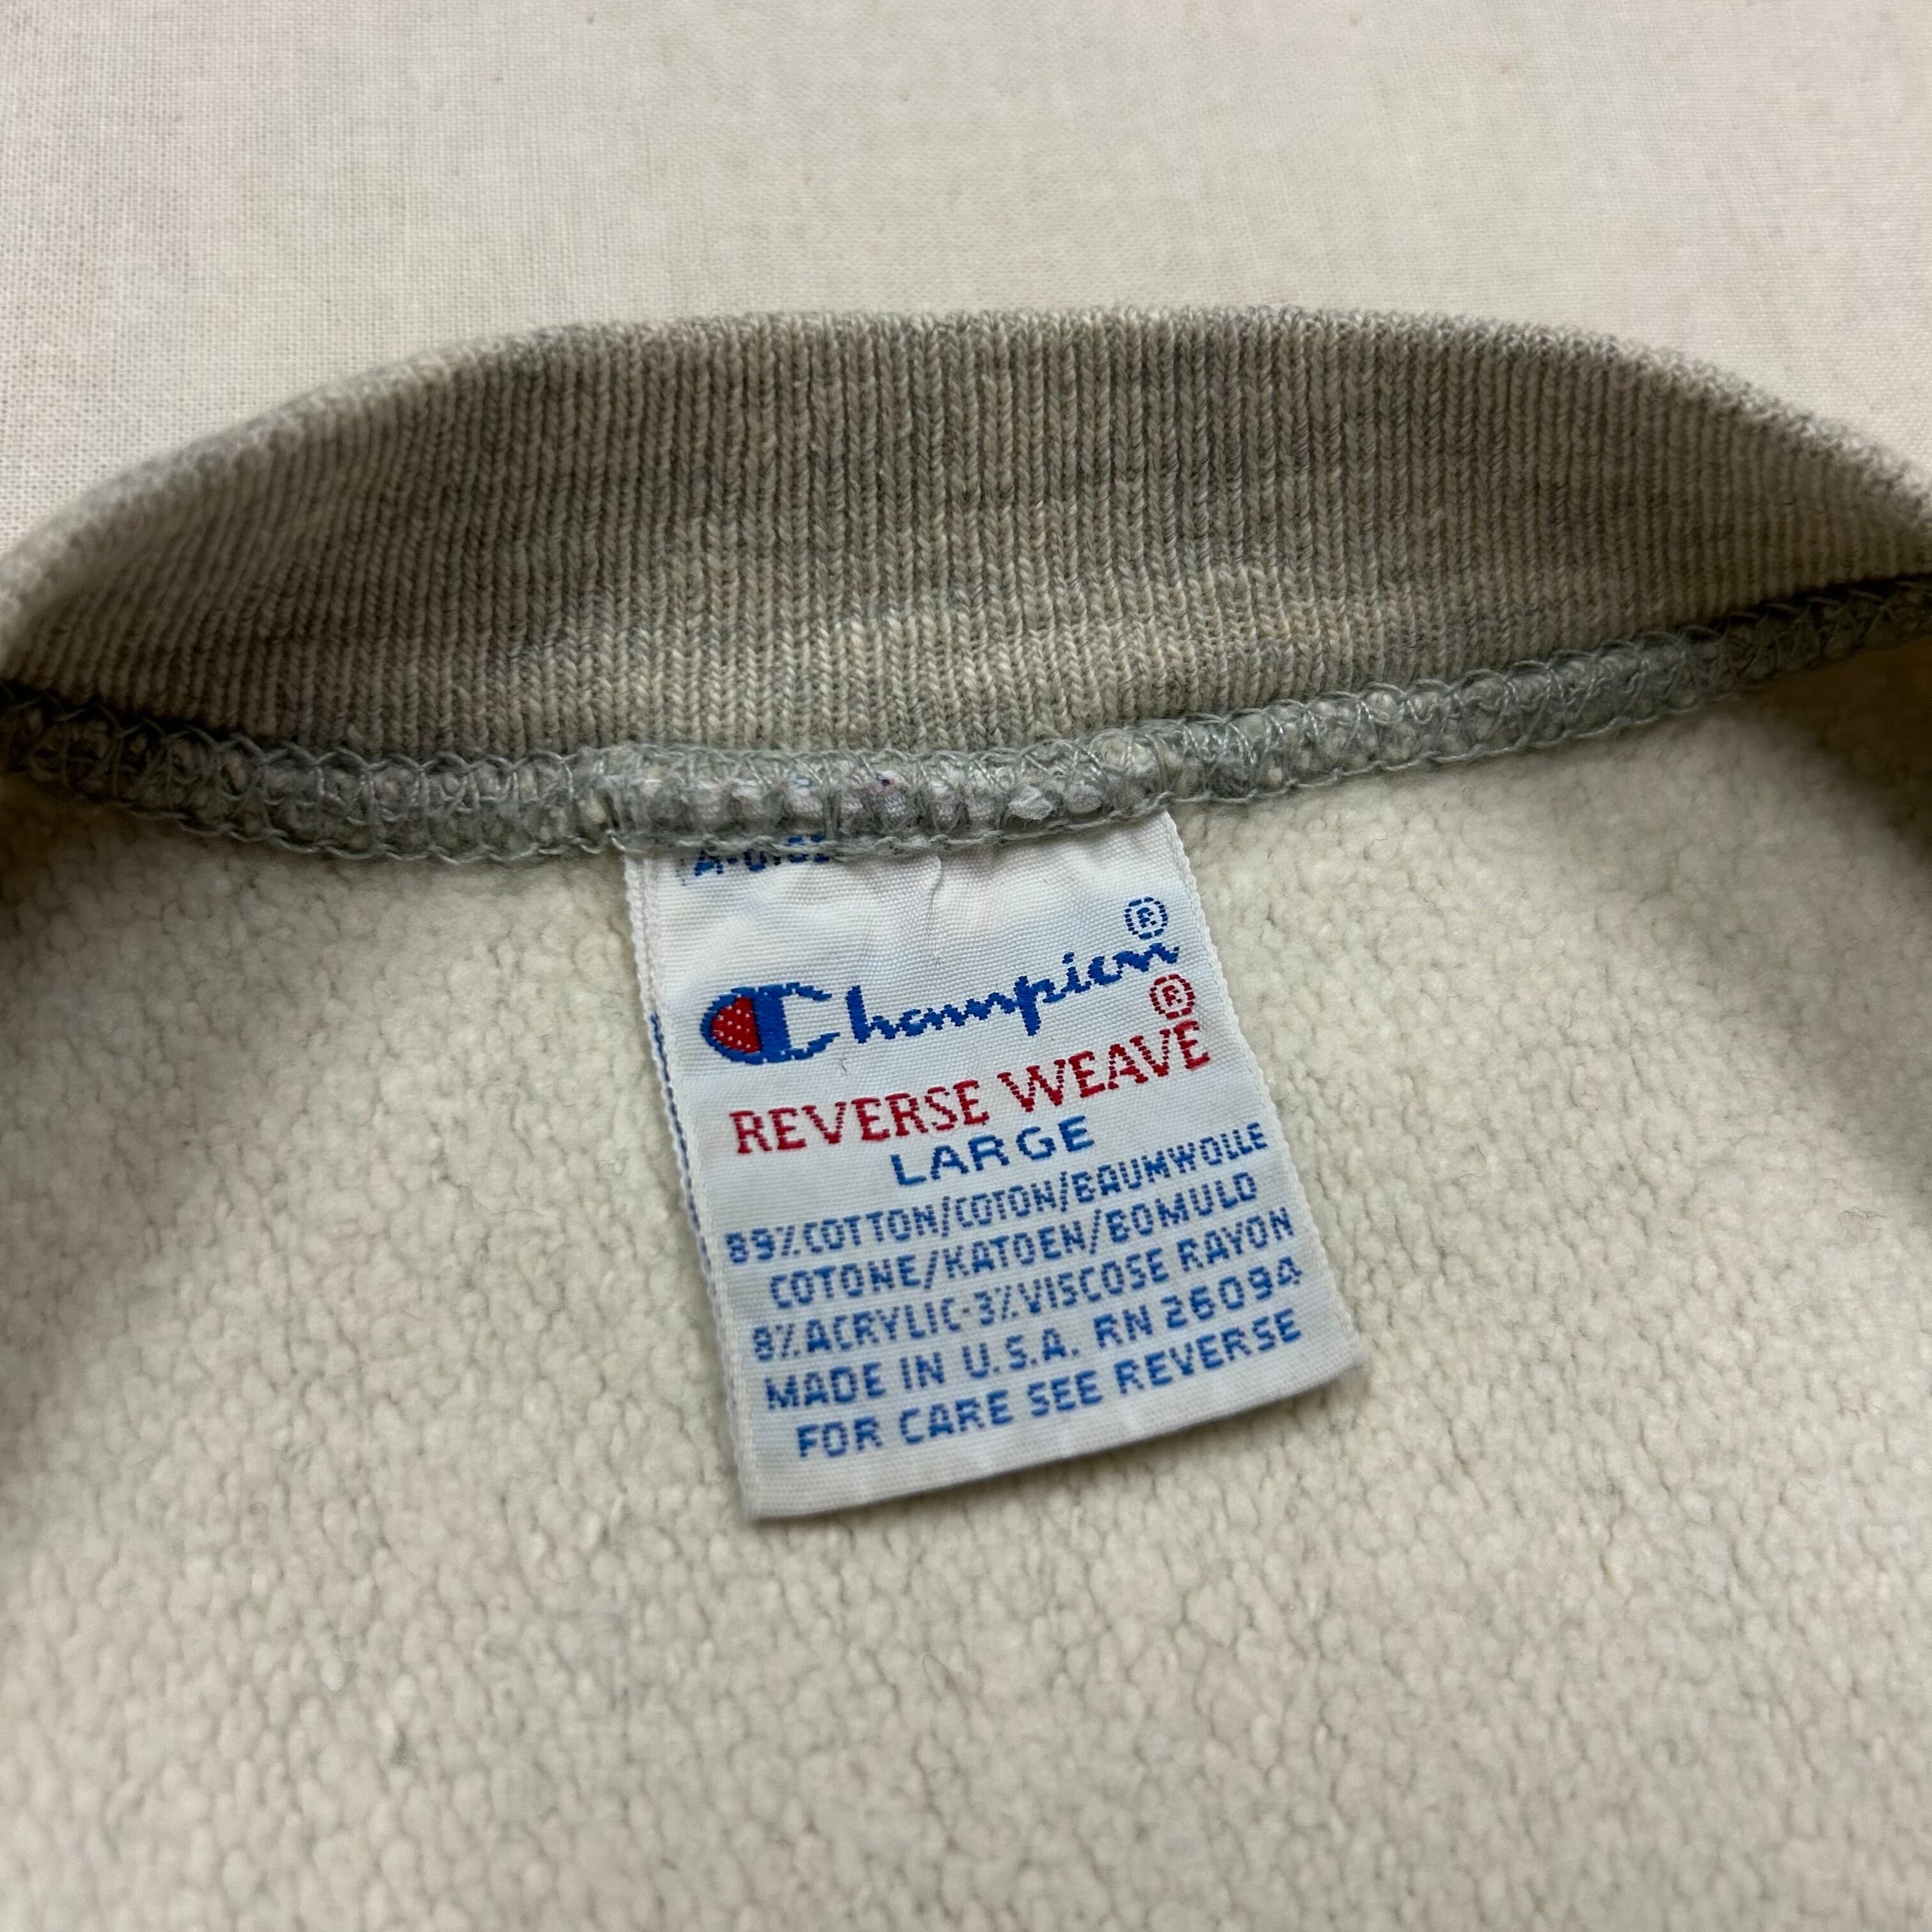 Champion®
REVERSE WEAVE®
LARGE
89%COTTON/COTON/BAUMWOLLE
COTONE/KATOEN/BOMULD
8%ACRYLIC-3%VISCOSE RAYON
MADE IN U.S.A. RN 26094
FOR CARE SEE REVERSE